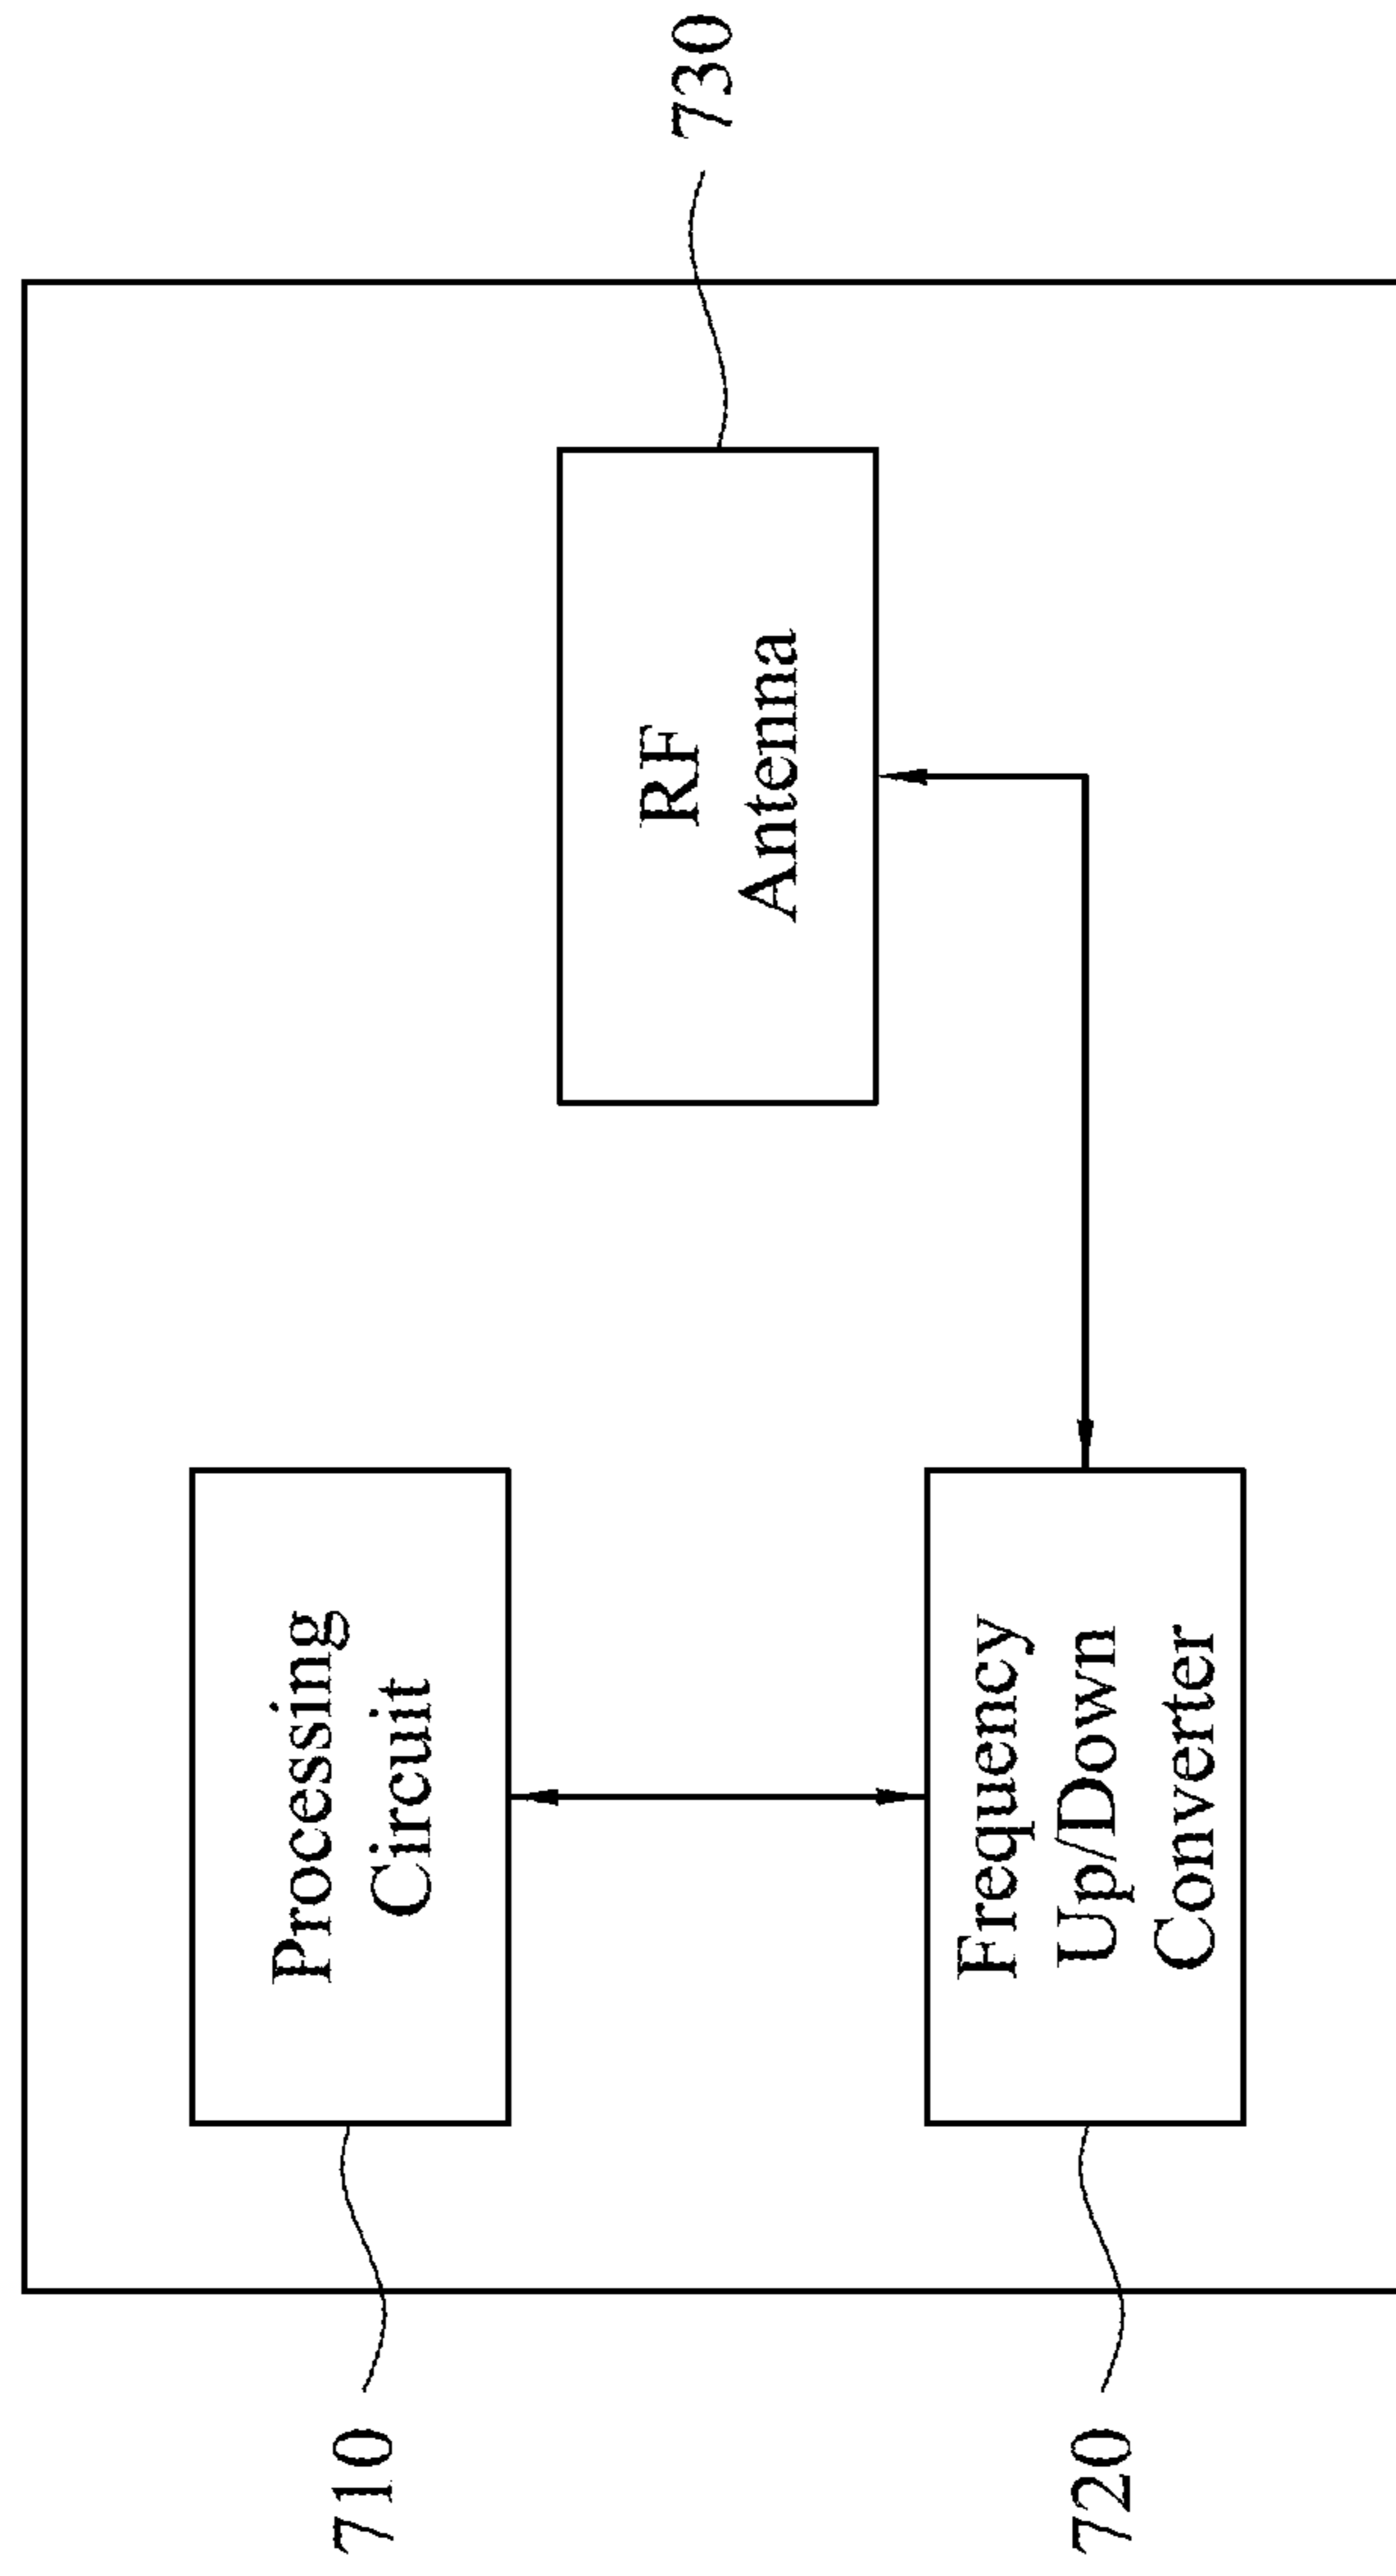 710
Processing
Circuit
RF
Antenna
730
720
Frequency
Up/Down
Converter